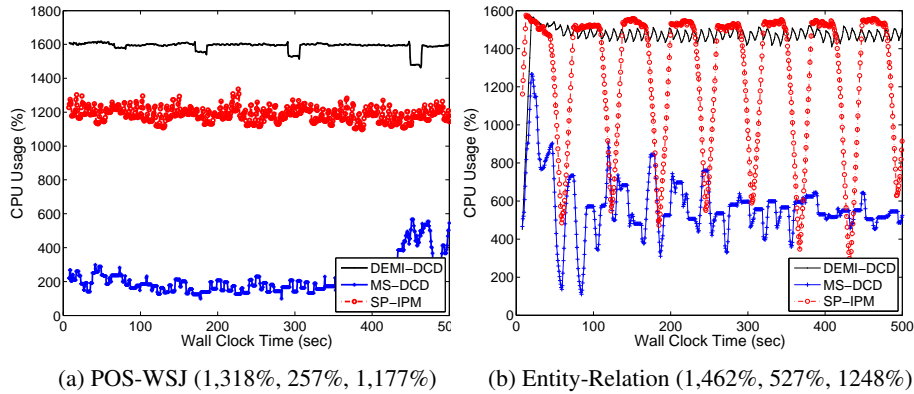 1800
1600
1400
1200
1000
800
600
400
200
0
CPU Usage (%)
0
100
200
300
400
500
Wall Clock Time (sec)
DEMI−DCD
MS−DCD
SP−IPM
(a) POS-WSJ (1,318%, 257%, 1,177%)
1600
1400
1200
1000
800
600
400
200
0
CPU Usage (%)
0
100
200
300
400
500
Wall Clock Time (sec)
DEMI−DCD
MS−DCD
SP−IPM
(b) Entity-Relation (1,462%, 527%, 1248%)